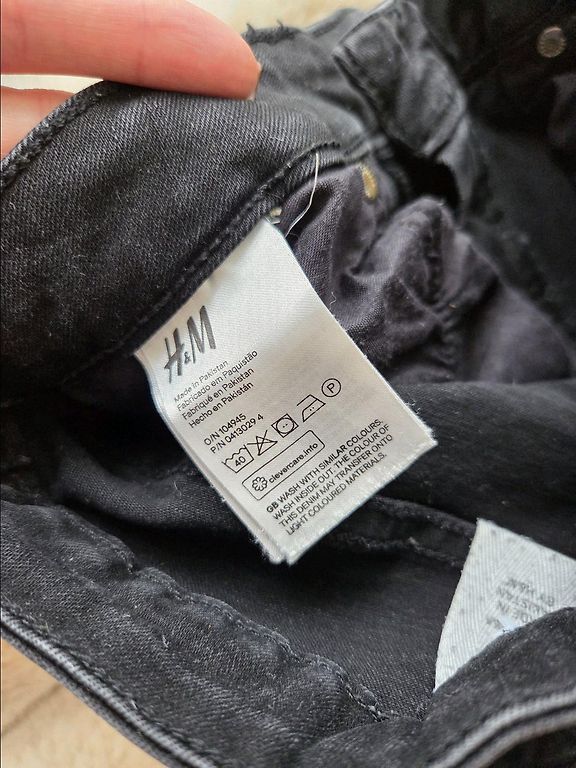 H&M
Made in Pakistan
Fabricado em Paquistão
Fabriqué en Pakistan
Hecho en Pakistán
O/N 104945
P/N 0413029 4
40
P
clevercare.info
GB WASH WITH SIMILAR COLOURS.
WASH INSIDE OUT. THE COLOUR OF
THIS DENIM MAY TRANSFER ONTO
LIGHT COLOURED MATERIALS.